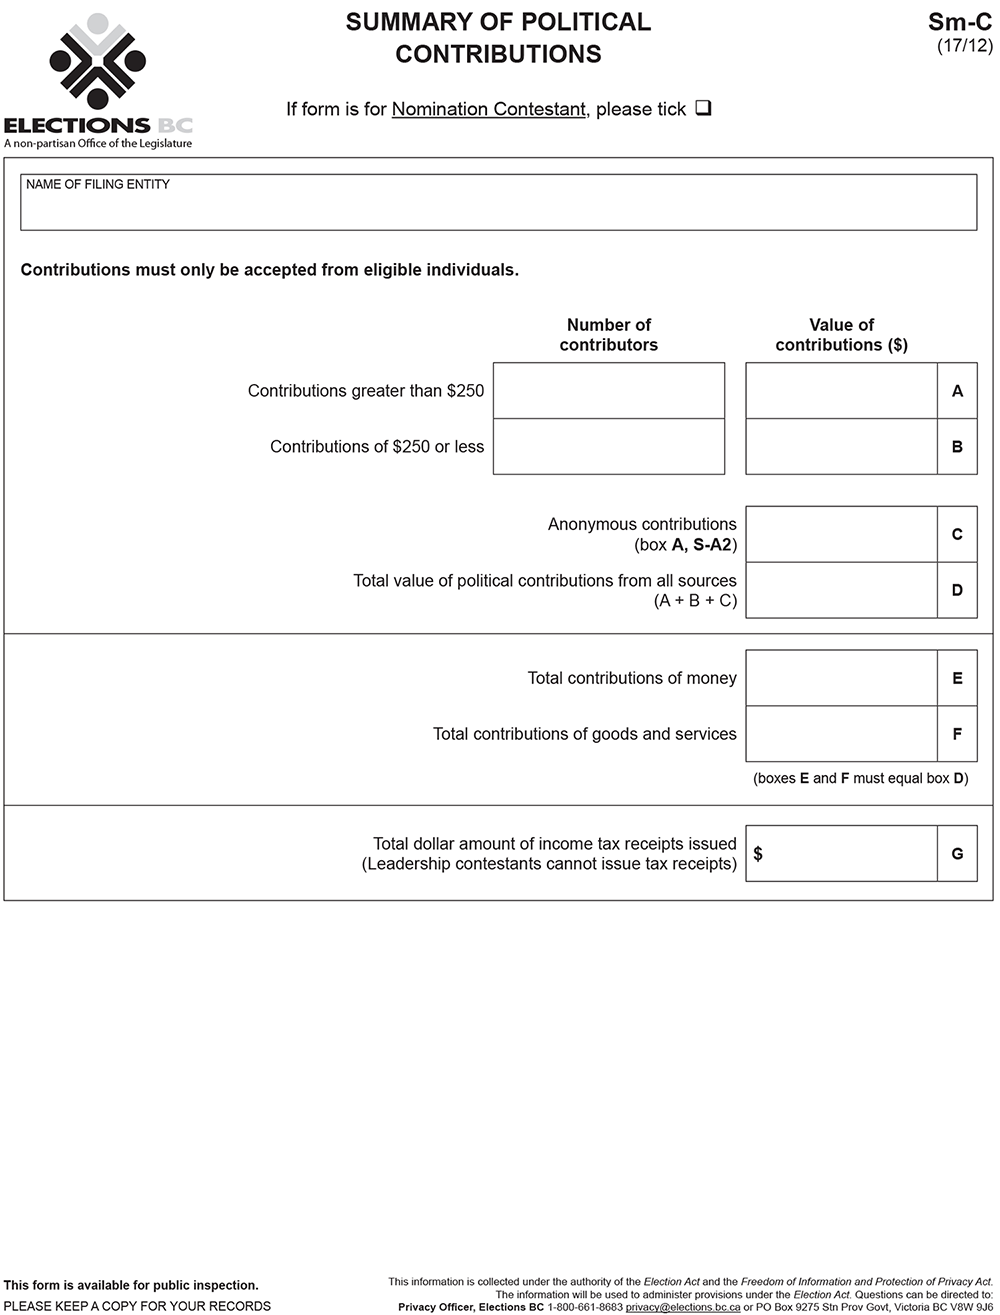 SUMMARY OF POLITICAL
CONTRIBUTIONS
Sm-C
(17/12)
If form is for Nomination Contestant, please tick ❑
ELECTIONS BC
A non-partisan Office of the Legislature
NAME OF FILING ENTITY
Contributions must only be accepted from eligible individuals.
Number of
contributors
Value of
contributions ($)
Contributions greater than $250
A
Contributions of $250 or less
B
Anonymous contributions
(box A, S-A2)
C
Total value of political contributions from all sources
(A + B + C)
D
Total contributions of money
E
Total contributions of goods and services
F
(boxes E and F must equal box D)
Total dollar amount of income tax receipts issued
(Leadership contestants cannot issue tax receipts)
$
G
This form is available for public inspection.
PLEASE KEEP A COPY FOR YOUR RECORDS
This information is collected under the authority of the Election Act and the Freedom of Information and Protection of Privacy Act.
The information will be used to administer provisions under the Election Act. Questions can be directed to:
Privacy Officer, Elections BC 1-800-661-8683 privacy@elections.bc.ca or PO Box 9275 Stn Prov Govt, Victoria BC V8W 9J6